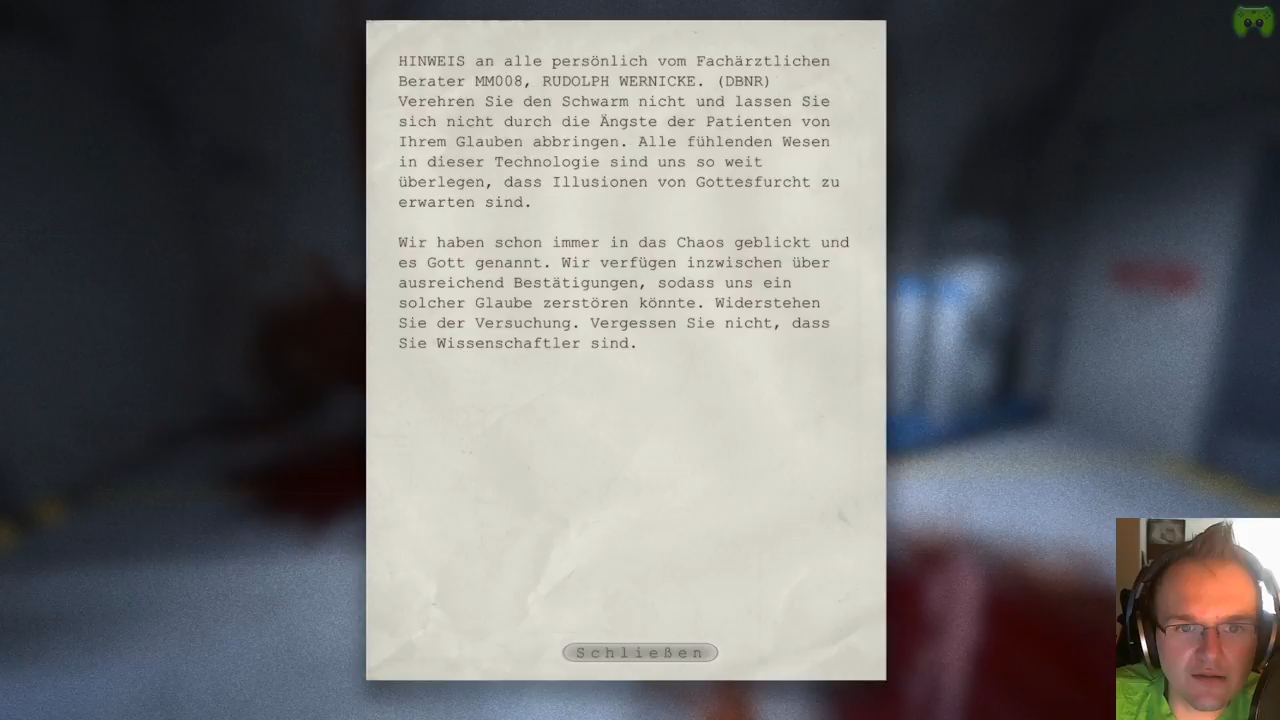 HINWEIS an alle persönlich vom Fachärztlichen
Berater MM008, RUDOLPH WERNICKE. (DBNR)
Verehren Sie den Schwarm nicht und lassen Sie
sich nicht durch die Ängste der Patienten von
Ihrem Glauben abbringen. Alle fühlenden Wesen
in dieser Technologie sind uns so weit
überlegen, dass Illusionen von Gottesfurcht zu
erwarten sind.
Wir haben schon immer in das Chaos geblickt und
es Gott genannt. Wir verfügen inzwischen über
ausreichend Bestätigungen, sodass uns ein
solcher Glaube zerstören könnte. Widerstehen
Sie der Versuchung. Vergessen Sie nicht, dass
Sie Wissenschaftler sind.
Schließen